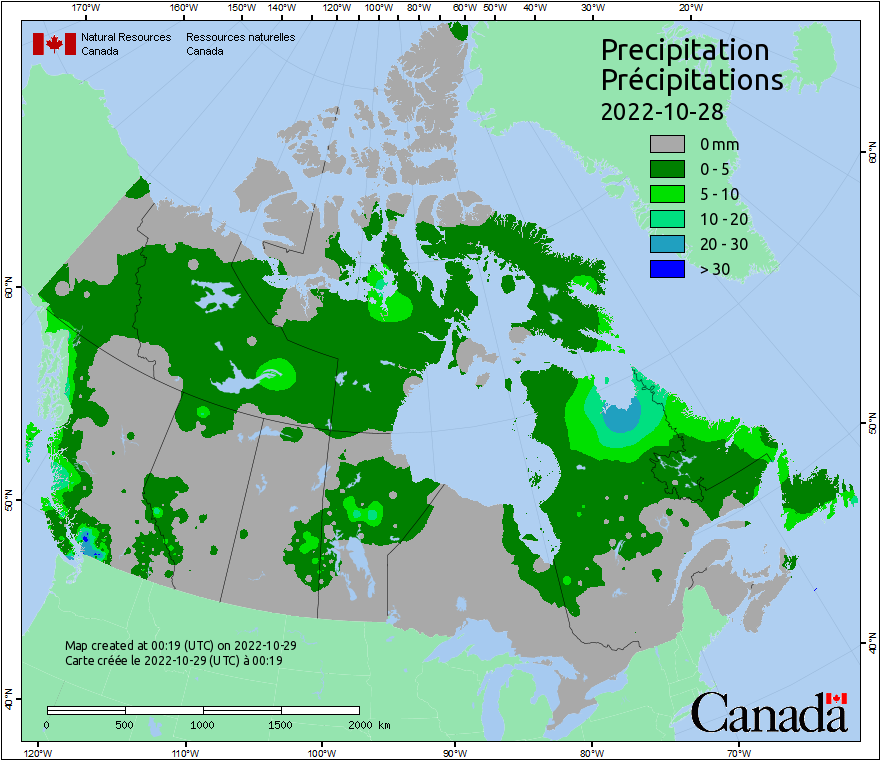 170°W 160°W 150°W 140°W 130°W 120°W 110°W 100°W 90°W 80°W 60°W 50°W 40°W 30°W 20°W
Natural Resources Ressources naturelles
Canada Canada
Precipitation
Précipitations
2022-10-28
0 mm
0 - 5
5 - 10
10 - 20
20 - 30
> 30
60°N
60°N
50°N
50°N
40°N
40°N
Map created at 00:19 (UTC) on 2022-10-29
Carte créée le 2022-10-29 (UTC) à 00:19
0 500 1000 1500 2000 km
Canada
120°W 110°W 100°W 90°W 80°W 70°W